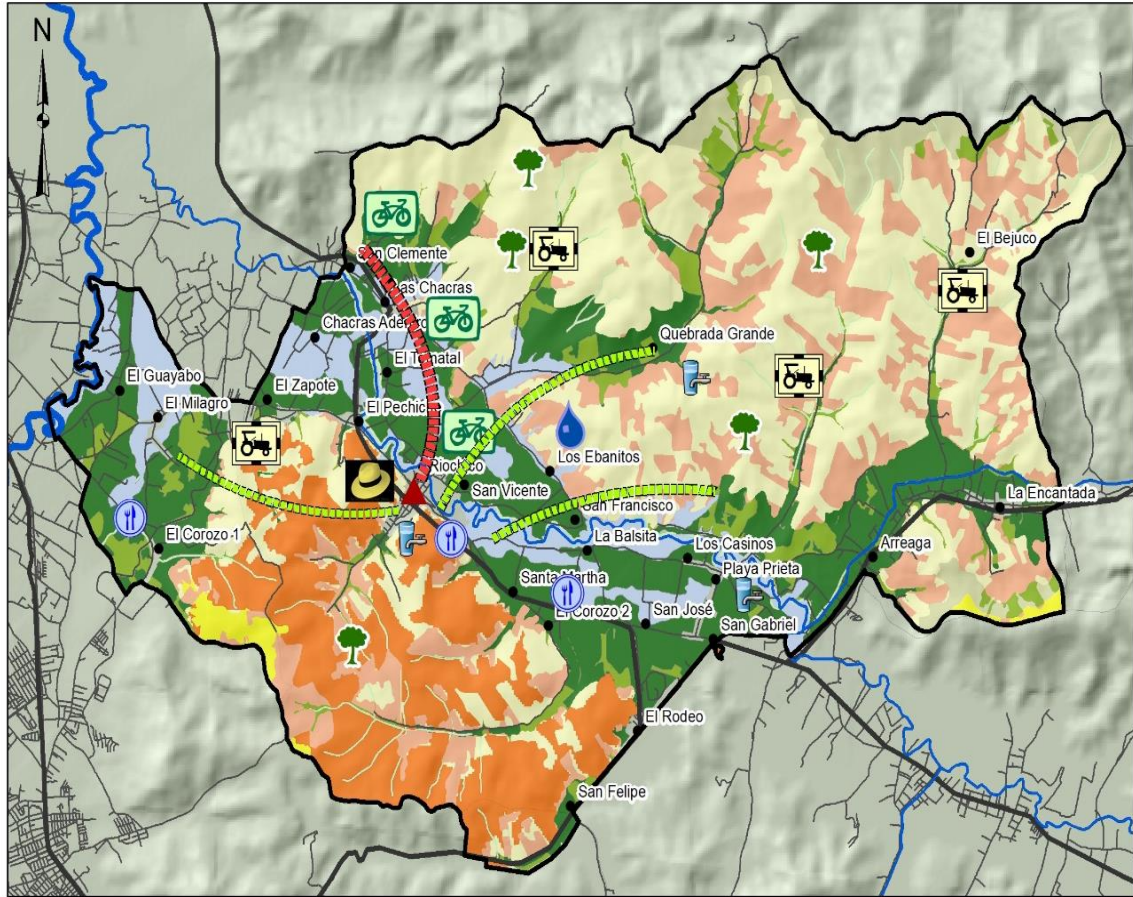 N
El Bejuco
San Clemente
Las Chacras
Chacras Adentro
Quebrada Grande
El Tomatal
El Guayabo
El Zapote
El Milagro
El Pechiche
Los Ebanitos
Riochico
San Vicente
La Encantada
San Francisco
El Corozo 1
La Balsita
Los Casinos
Arreaga
Playa Prieta
Santa Martha
El Corozo 2
San José
San Gabriel
El Rodeo
San Felipe